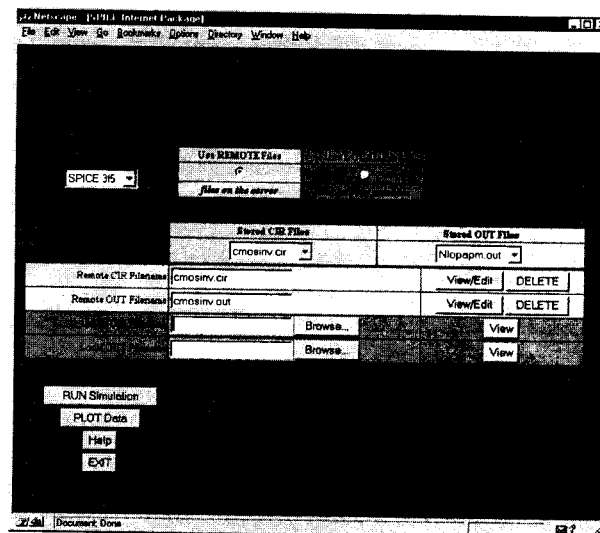 Netscape - [SPICE Internet Package]
File Edit View Go Bookmarks Options Directory Window Help
Use REMOTE Files
SPICE 3f5
files on the server
Stored CIR Files Stored OUT Files
cmosinv.cir Nlopapm.out
Remote CIR Filename cmosinv.cir View/Edit DELETE
Remote OUT Filename cmosinv.out View/Edit DELETE
Browse... View
Browse... View
RUN Simulation
PLOT Data
Help
EXIT
Document: Done